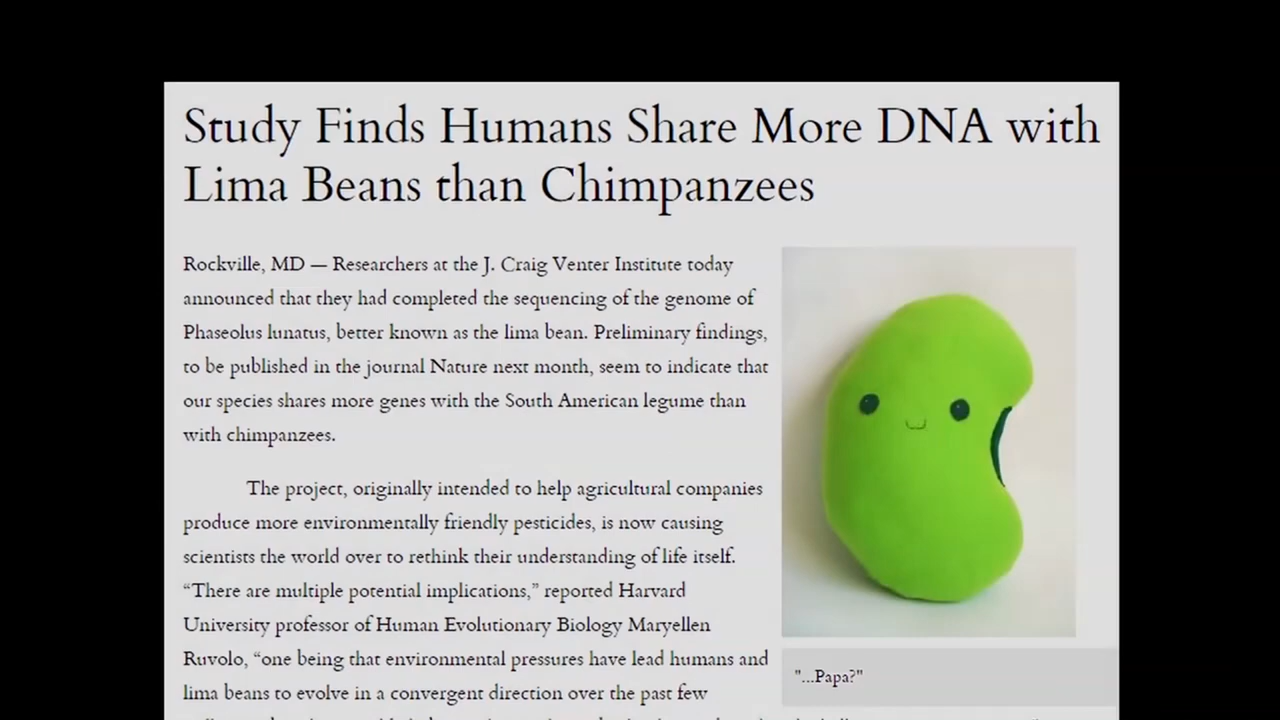 Study Finds Humans Share More DNA with
Lima Beans than Chimpanzees
Rockville, MD — Researchers at the J. Craig Venter Institute today
announced that they had completed the sequencing of the genome of
Phaseolus lunatus, better known as the lima bean. Preliminary findings,
to be published in the journal Nature next month, seem to indicate that
our species shares more genes with the South American legume than
with chimpanzees.
The project, originally intended to help agricultural companies
produce more environmentally friendly pesticides, is now causing
scientists the world over to rethink their understanding of life itself.
“There are multiple potential implications,” reported Harvard
University professor of Human Evolutionary Biology Maryellen
Ruvolo, “one being that environmental pressures have lead humans and
lima beans to evolve in a convergent direction over the past few
"...Papa?"